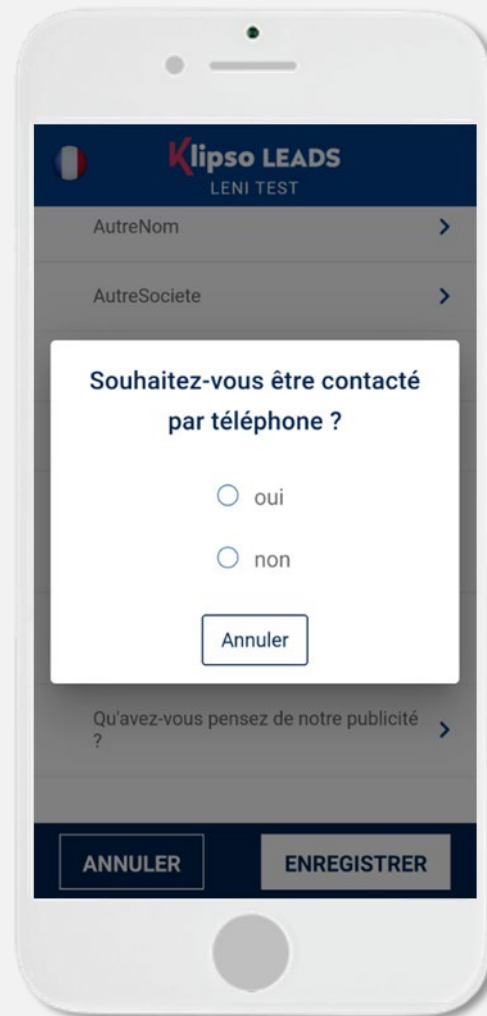 Klipso LEADS
LENI TEST
AutreNom
AutreSociete
Souhaitez-vous être contacté
par téléphone ?
oui
non
Annuler
Qu'avez-vous pensez de notre publicité
?
ANNULER
ENREGISTRER